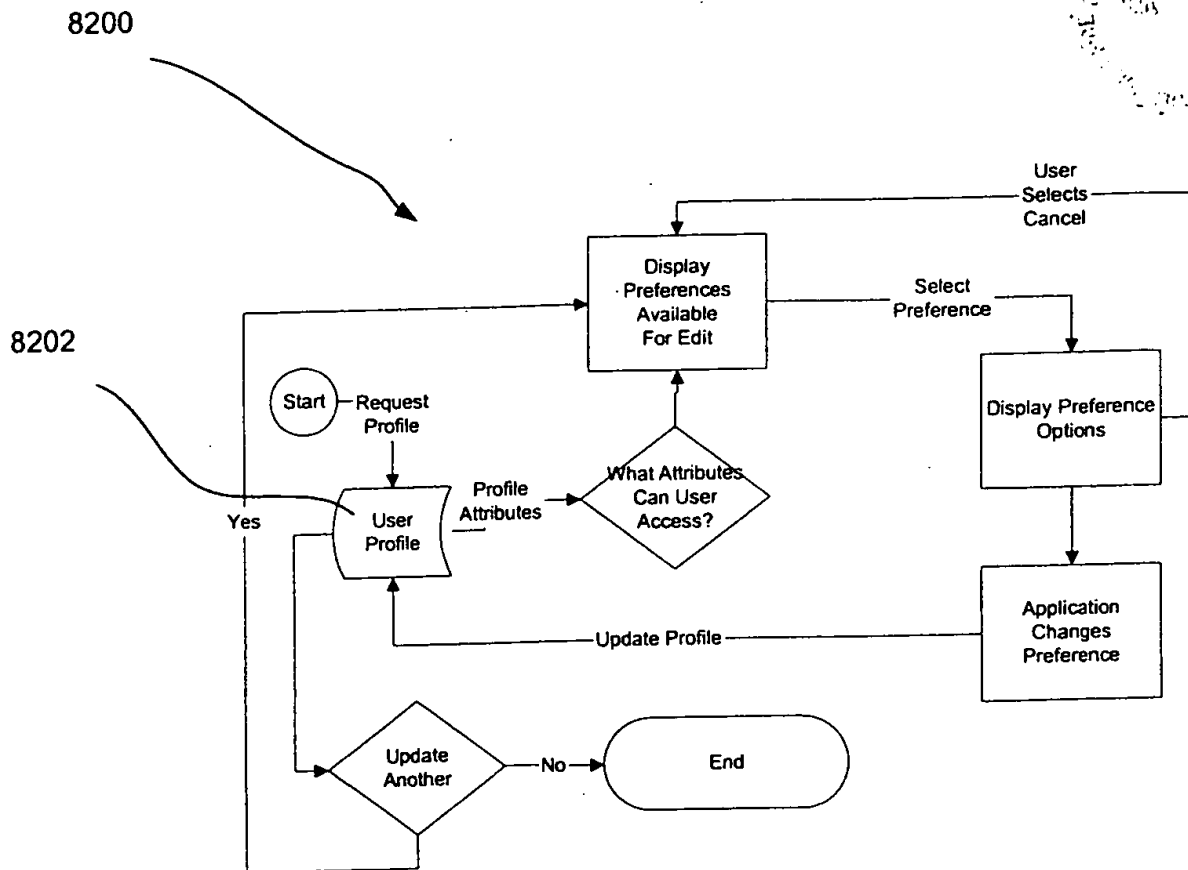 8200
User
Selects
Cancel
Display
Preferences
Available
For Edit
Select
Preference
8202
Start
Request
Profile
Display Preference
Options
What Attributes
Can User
Access?
Profile
Attributes
User
Profile
Yes
Application
Changes
Preference
Update Profile
Update
Another
No
End